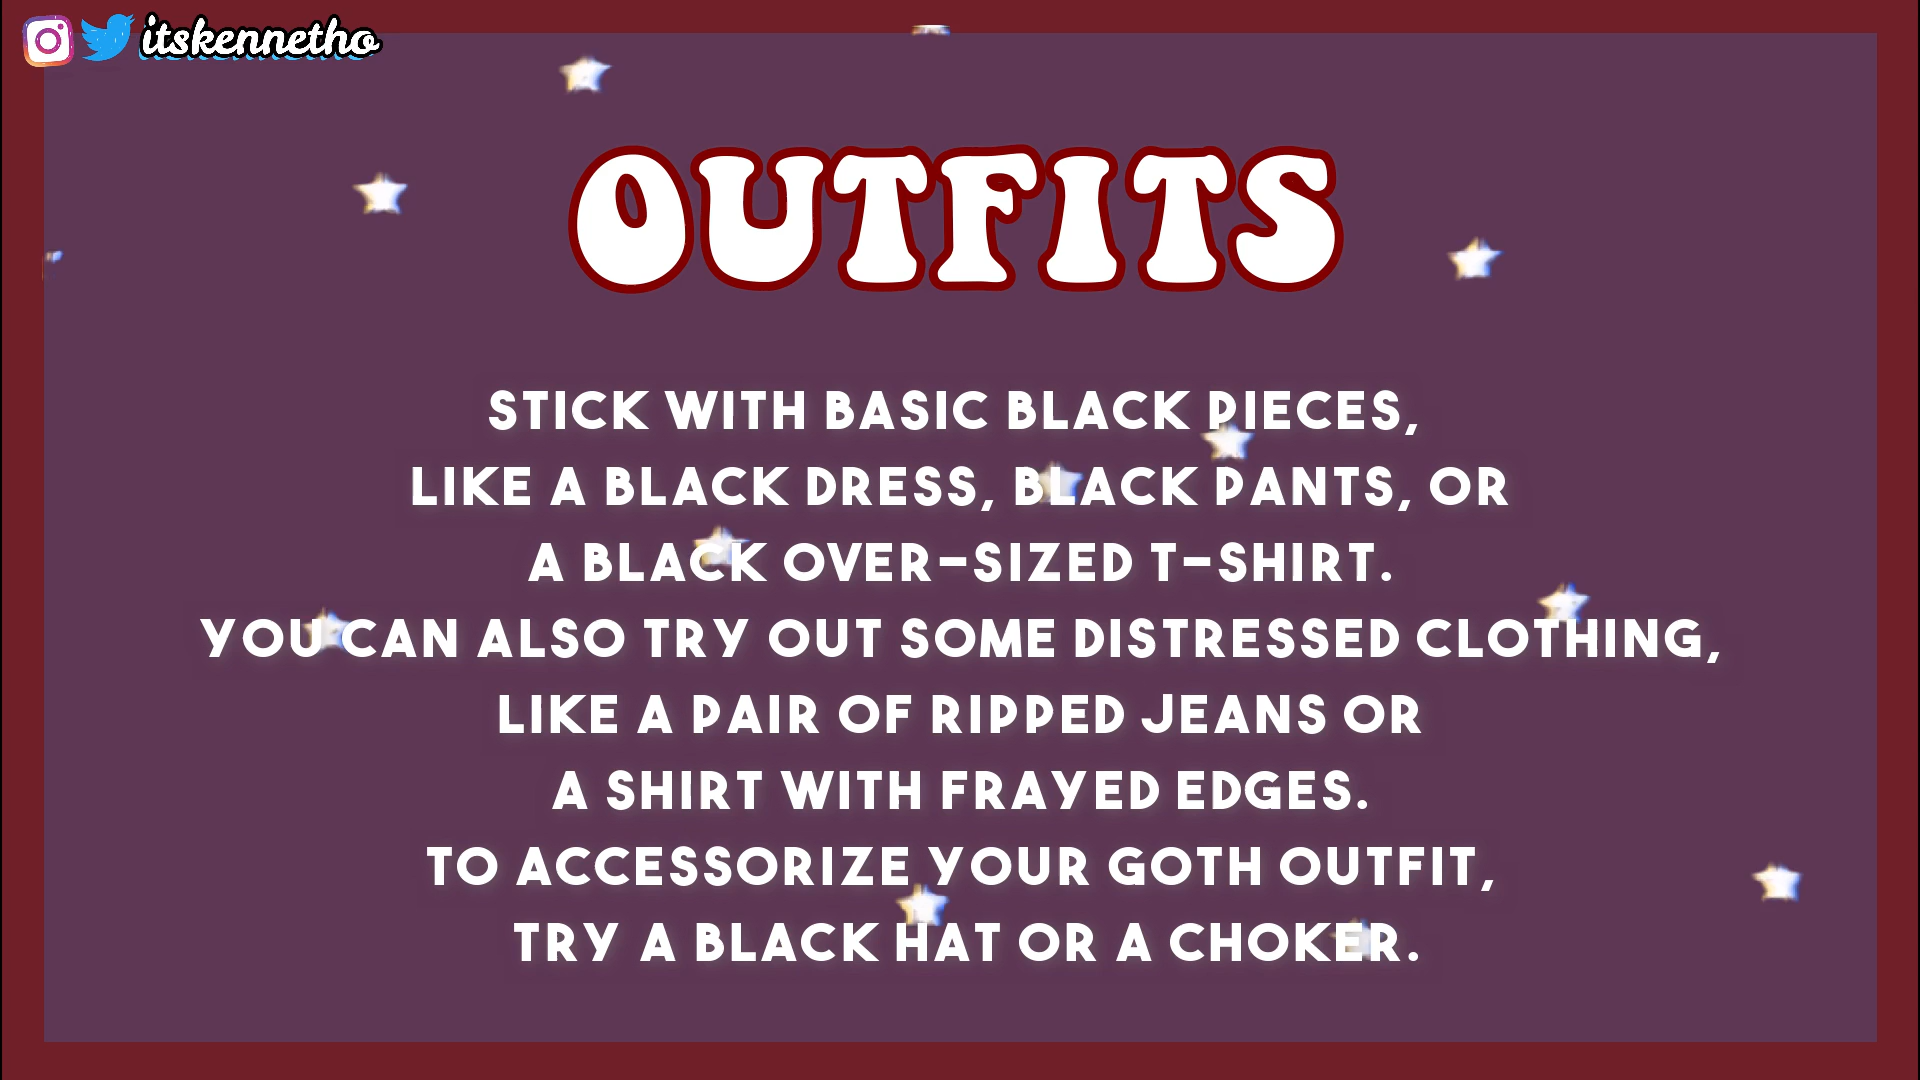 itskennetho
OUTFITS
STICK WITH BASIC BLACK PIECES,
LIKE A BLACK DRESS, BLACK PANTS, OR
A BLACK OVER-SIZED T-SHIRT.
YOU CAN ALSO TRY OUT SOME DISTRESSED CLOTHING,
LIKE A PAIR OF RIPPED JEANS OR
A SHIRT WITH FRAYED EDGES.
TO ACCESSORIZE YOUR GOTH OUTFIT,
TRY A BLACK HAT OR A CHOKER.